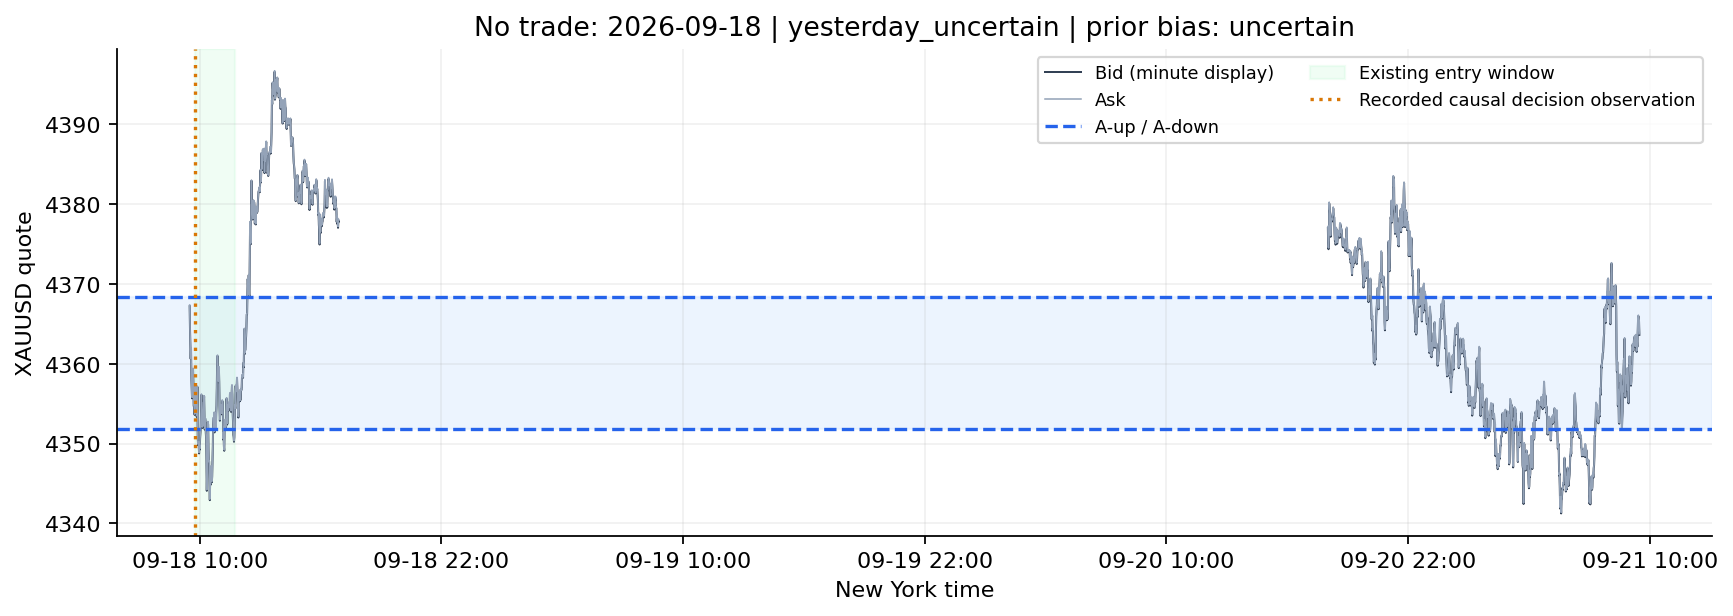 No trade: 2026-09-18 | yesterday_uncertain | prior bias: uncertain
Bid (minute display)
Ask
A-up / A-down
Existing entry window
Recorded causal decision observation
XAUUSD quote
4390
4380
4370
4360
4350
4340
09-18 10:00
09-18 22:00
09-19 10:00
09-19 22:00
09-20 10:00
09-20 22:00
09-21 10:00
New York time